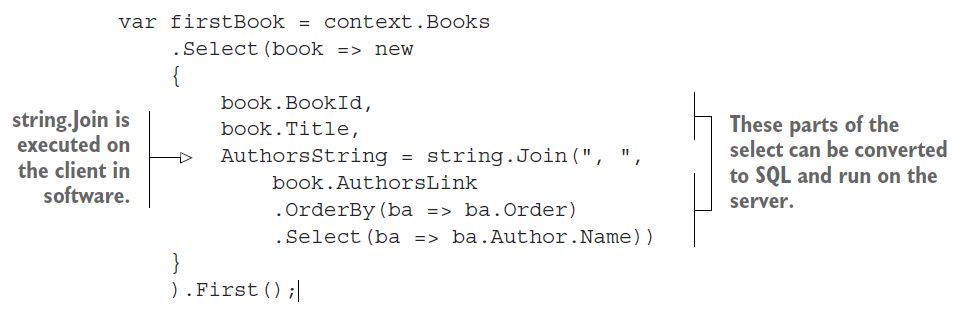 var firstBook = context.Books
.Select(book => new
{
book.BookId,
book.Title,
AuthorsString = string.Join(", ",
book.AuthorsLink
.OrderBy(ba => ba.Order)
.Select(ba => ba.Author.Name))
}
).First();
string.Join is
executed on
the client in
software.
These parts of the
select can be converted
to SQL and run on the
server.